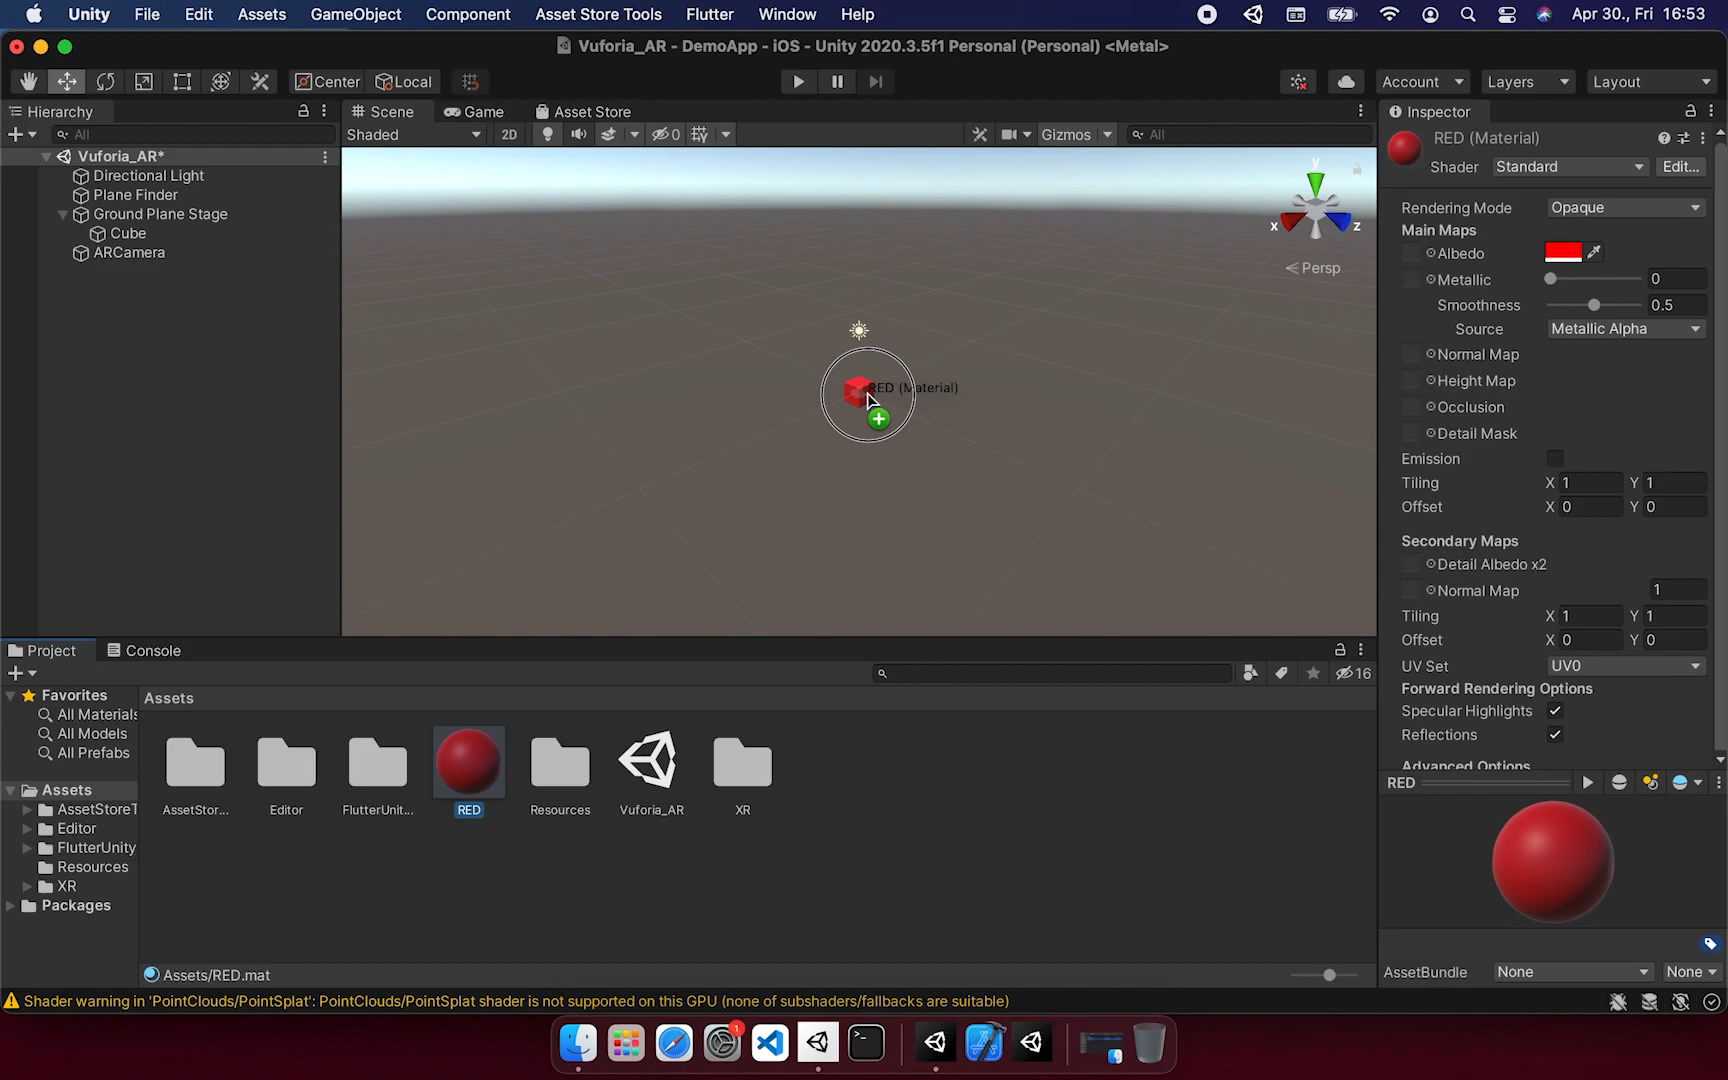 Unity File Edit Assets GameObject Component Asset Store Tools Flutter Window Help Apr 30., Fri 16:53
Vuforia_AR - DemoApp - iOS - Unity 2020.3.5f1 Personal (Personal) <Metal>
Center Local Account Layers Layout
Hierarchy Scene Game Asset Store Inspector
All Shaded 2D 0 Gizmos All RED (Material)
Vuforia_AR*
Shader Standard Edit...
Directional Light
Plane Finder
Ground Plane Stage
Cube
ARCamera
y
x z
Persp
RED (Material)
Rendering Mode Opaque
Main Maps
Albedo
Metallic 0
Smoothness 0.5
Source Metallic Alpha
Normal Map
Height Map
Occlusion
Detail Mask
Emission
Tiling X 1 Y 1
Offset X 0 Y 0
Secondary Maps
Detail Albedo x2
Normal Map 1
Tiling X 1 Y 1
Offset X 0 Y 0
UV Set UV0
Forward Rendering Options
Specular Highlights
Reflections
Advanced Options
Project Console
16
Favorites
All Materials
All Models
All Prefabs
Assets
AssetStoreT
Editor
FlutterUnity
Resources
XR
Packages
Assets
AssetStor... Editor FlutterUnit... RED Resources Vuforia_AR XR
Assets/RED.mat
RED
AssetBundle None None
Shader warning in 'PointClouds/PointSplat': PointClouds/PointSplat shader is not supported on this GPU (none of subshaders/fallbacks are suitable)
1